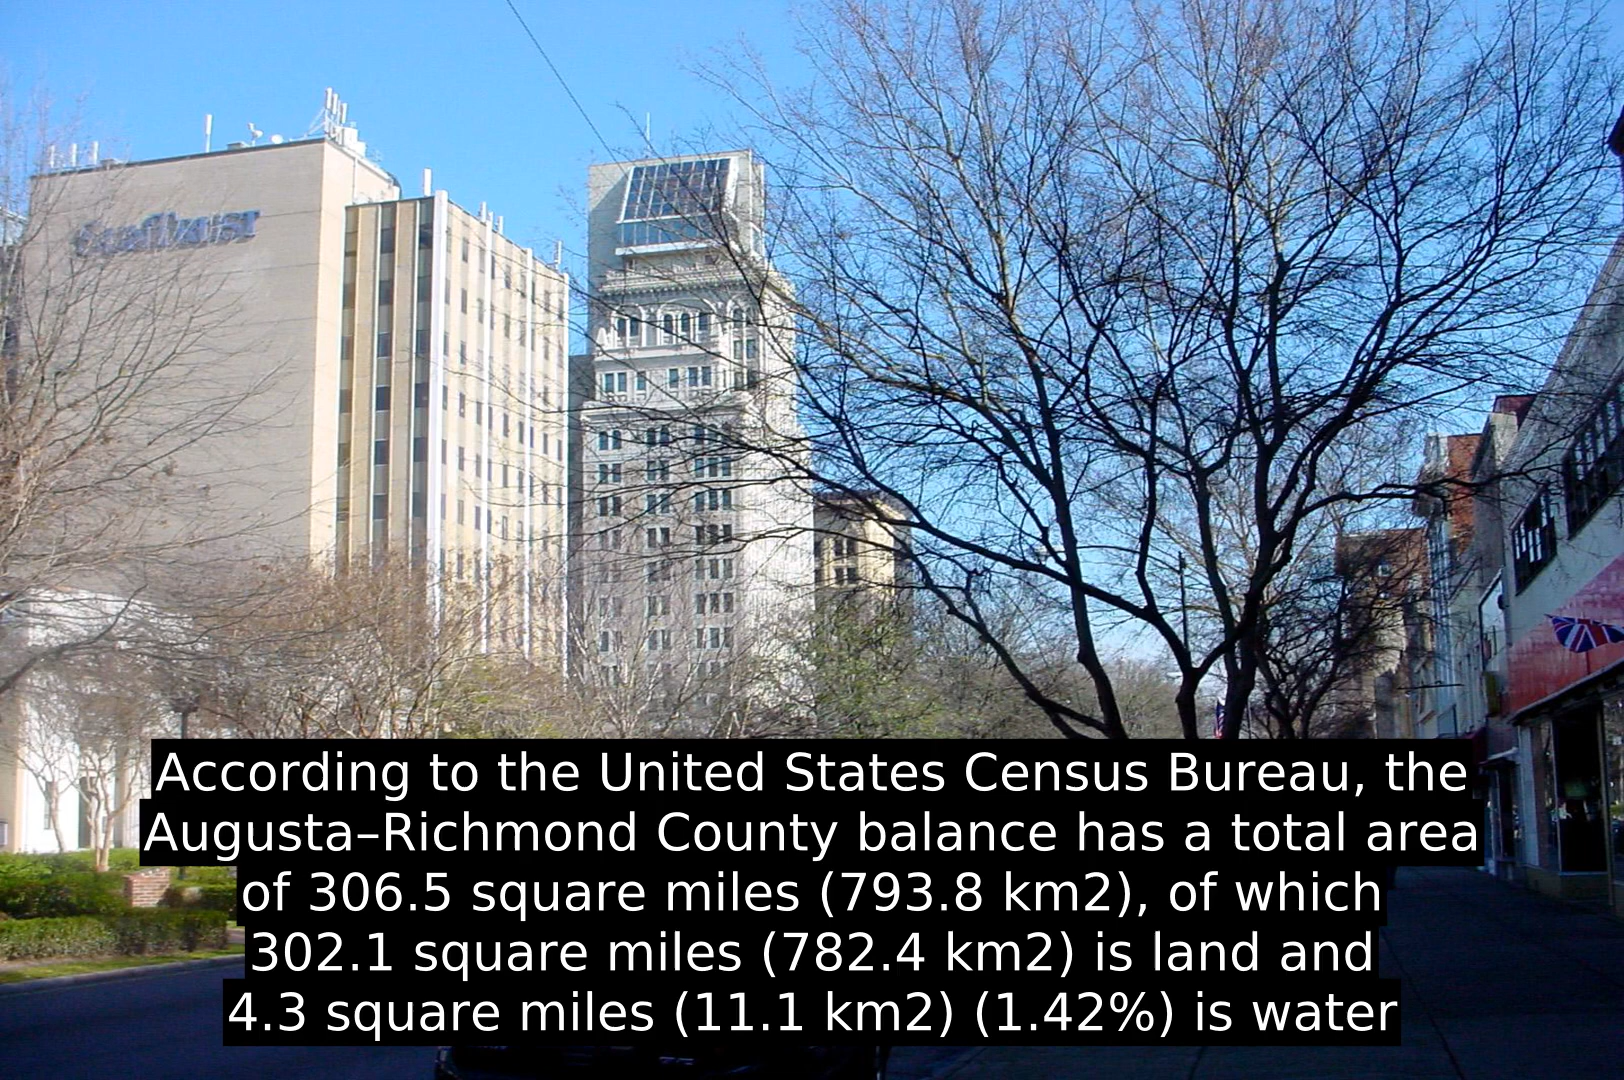 According to the United States Census Bureau, the
Augusta–Richmond County balance has a total area
of 306.5 square miles (793.8 km2), of which
302.1 square miles (782.4 km2) is land and
4.3 square miles (11.1 km2) (1.42%) is water